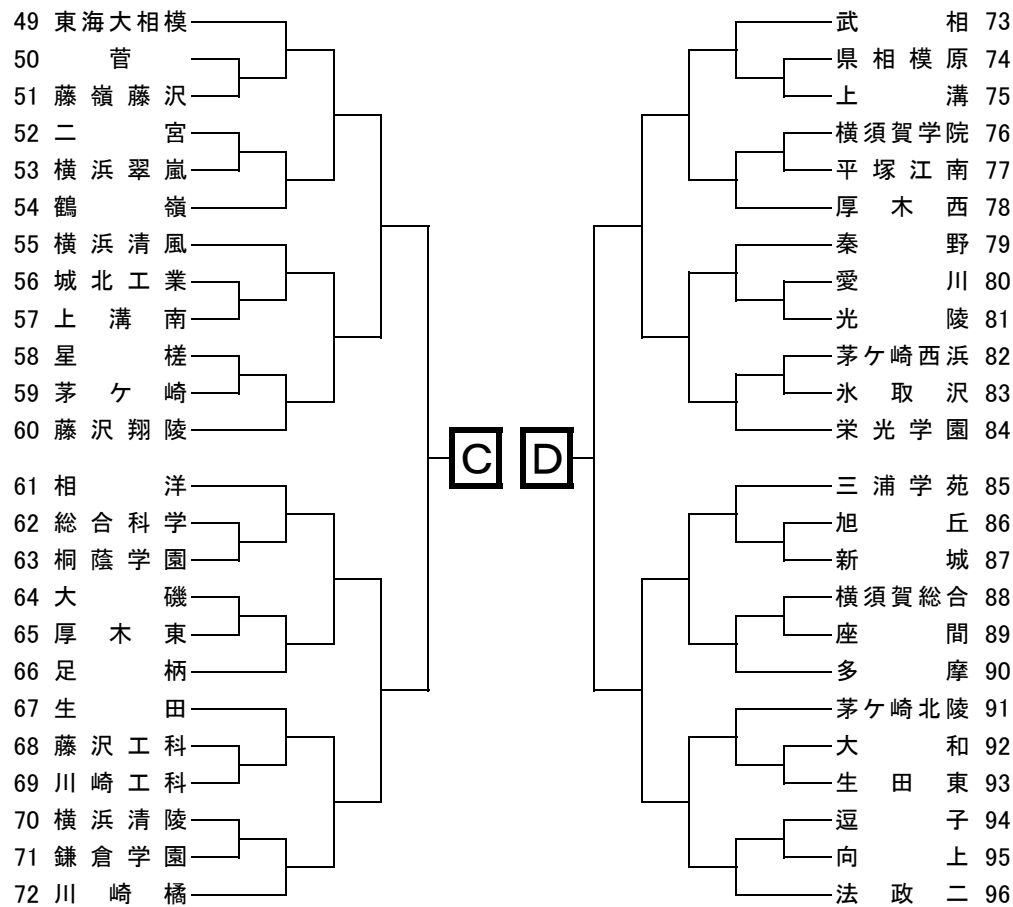 49 東海大相模
50 菅
51 藤嶺藤沢
52 二宮
53 横浜翠嵐
54 鶴嶺
55 横浜清風
56 城北工業
57 上溝南
58 星槎
59 茅ケ崎
60 藤沢翔陵
61 相洋
62 総合科学
63 桐蔭学園
64 大磯
65 厚木東
66 足柄
67 生田
68 藤沢工科
69 川崎工科
70 横浜清陵
71 鎌倉学園
72 川崎橘
C
D
武相 73
県相模原 74
上溝 75
横須賀学院 76
平塚江南 77
厚木西 78
秦野 79
愛川 80
光陵 81
茅ケ崎西浜 82
氷取沢 83
栄光学園 84
三浦学苑 85
旭丘 86
新城 87
横須賀総合 88
座間 89
多摩 90
茅ケ崎北陵 91
大和 92
生田東 93
逗子 94
向上 95
法政二 96